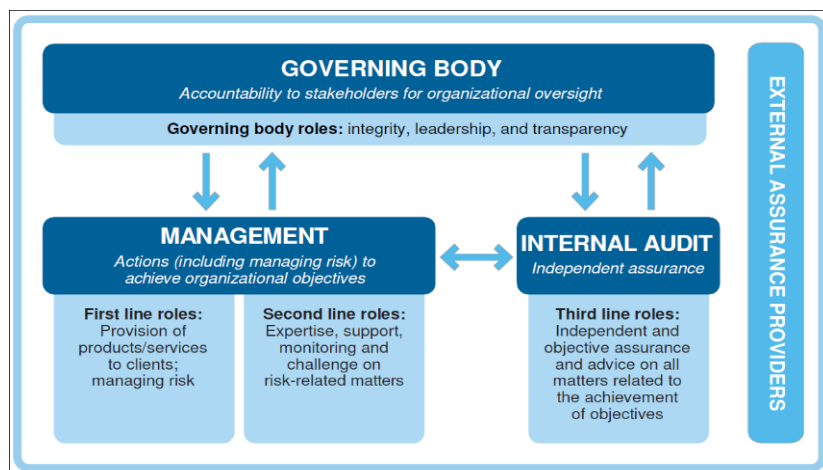 GOVERNING BODY
Accountability to stakeholders for organizational oversight
Governing body roles: integrity, leadership, and transparency
MANAGEMENT
Actions (including managing risk) to
achieve organizational objectives
First line roles:
Provision of
products/services
to clients;
managing risk
Second line roles:
Expertise, support,
monitoring and
challenge on
risk-related matters
INTERNAL AUDIT
Independent assurance
Third line roles:
Independent and
objective assurance
and advice on all
matters related to
the achievement
of objectives
EXTERNAL ASSURANCE PROVIDERS